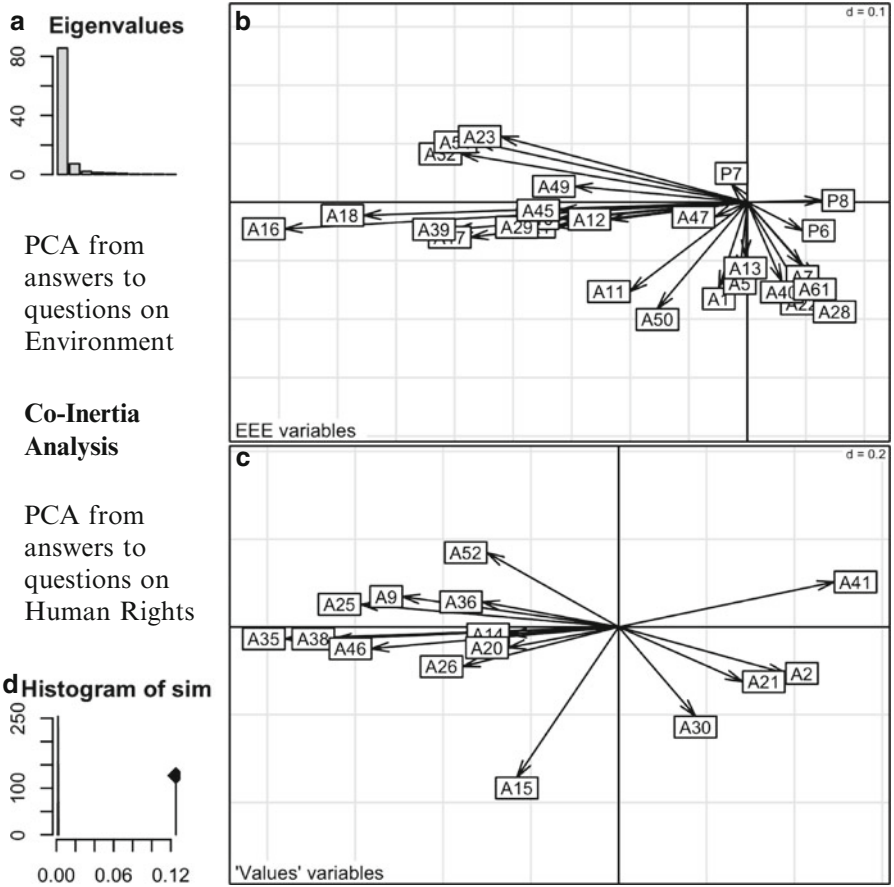 a Eigenvalues
80
40
0
PCA from
answers to
questions on
Environment
Co-Inertia
Analysis
PCA from
answers to
questions on
Human Rights
d Histogram of sim
250
100
0
0.00 0.06 0.12
b
d = 0.1
A23
A32
A49
P7
A16
A18
A45
A39
A29
A12
A47
P8
P6
A11
A50
A13
A5
A1
A7
A40
A61
A22
A28
EEE variables
c
d = 0.2
A52
A41
A9
A25
A36
A35
A38
A14
A46
A20
A26
A21
A2
A30
A15
'Values' variables